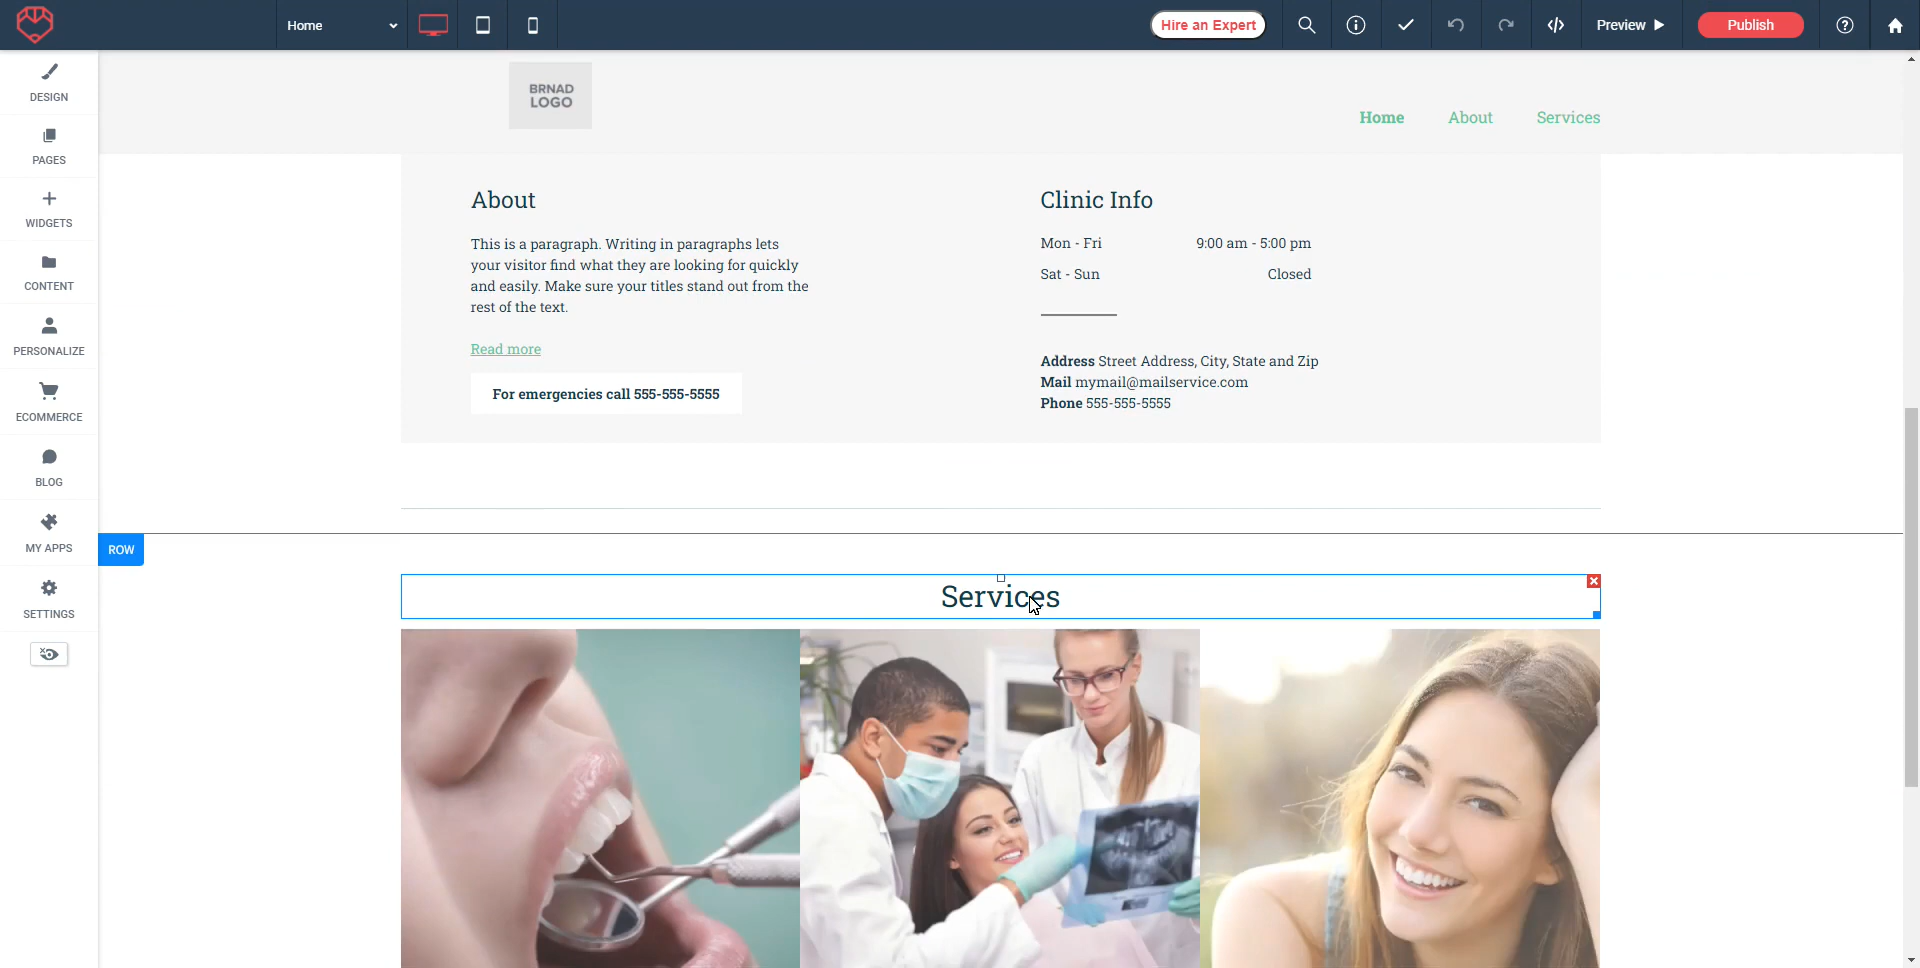 Home
Hire an Expert
Preview
Publish
DESIGN
PAGES
WIDGETS
CONTENT
PERSONALIZE
ECOMMERCE
BLOG
MY APPS
SETTINGS
BRNAD
LOGO
Home About Services
About
This is a paragraph. Writing in paragraphs lets
your visitor find what they are looking for quickly
and easily. Make sure your titles stand out from the
rest of the text.
Read more
For emergencies call 555-555-5555
Clinic Info
Mon - Fri 9:00 am - 5:00 pm
Sat - Sun Closed
Address Street Address, City, State and Zip
Mail mymail@mailservice.com
Phone 555-555-5555
ROW
Services